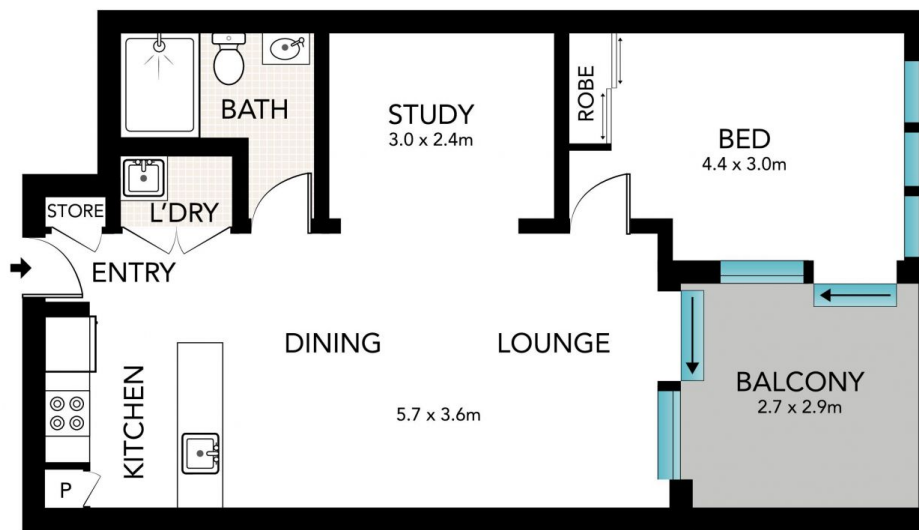 BATH
STUDY
3.0 x 2.4m
ROBE
BED
4.4 x 3.0m
STORE
L'DRY
ENTRY
DINING
LOUNGE
5.7 x 3.6m
KITCHEN
P
BALCONY
2.7 x 2.9m